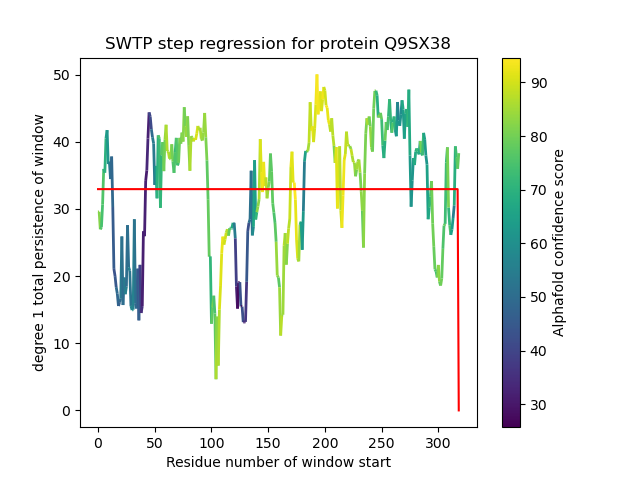 SWTP step regression for protein Q9SX38
50
40
30
20
10
0
degree 1 total persistence of window
0 50 100 150 200 250 300
Residue number of window start
90
80
70
60
50
40
30
Alphafold confidence score